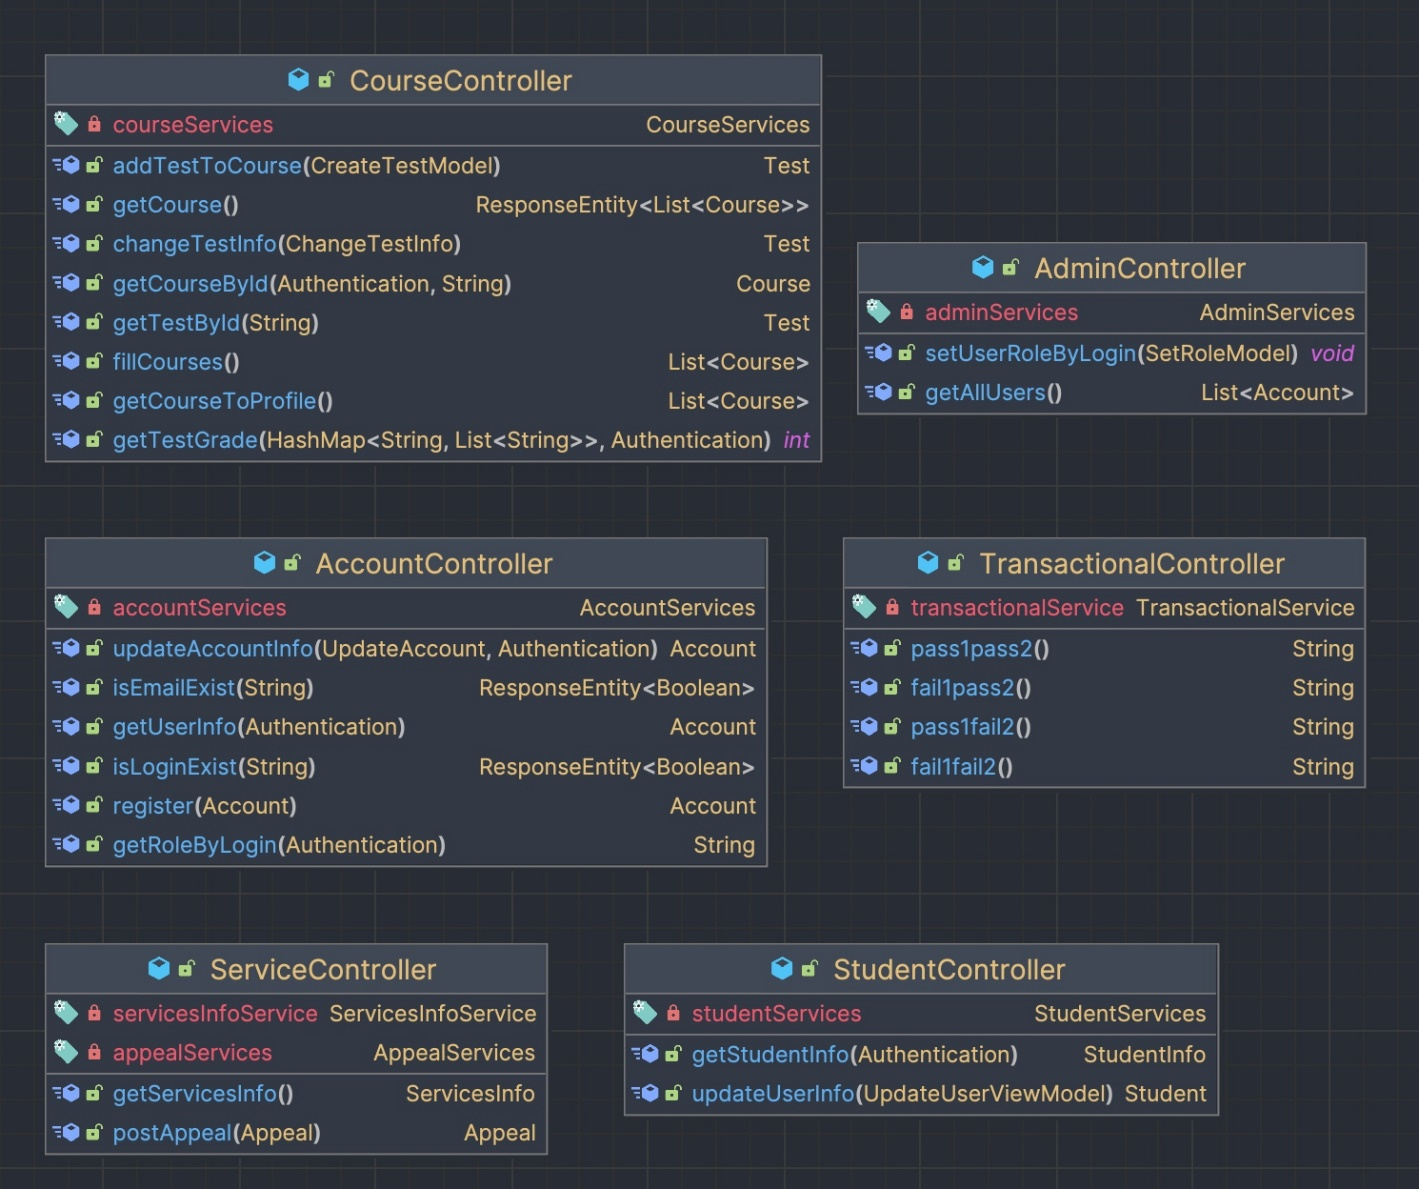 CourseController
courseServices CourseServices
addTestToCourse(CreateTestModel) Test
getCourse() ResponseEntity<List<Course>>
changeTestInfo(ChangeTestInfo) Test
getCourseById(Authentication, String) Course
getTestById(String) Test
fillCourses() List<Course>
getCourseToProfile() List<Course>
getTestGrade(HashMap<String, List<String>>, Authentication) int
AdminController
adminServices AdminServices
setUserRoleByLogin(SetRoleModel) void
getAllUsers() List<Account>
AccountController
accountServices AccountServices
updateAccountInfo(UpdateAccount, Authentication) Account
isEmailExist(String) ResponseEntity<Boolean>
getUserInfo(Authentication) Account
isLoginExist(String) ResponseEntity<Boolean>
register(Account) Account
getRoleByLogin(Authentication) String
TransactionalController
transactionalService TransactionalService
pass1pass2() String
fail1pass2() String
pass1fail2() String
fail1fail2() String
ServiceController
servicesInfoService ServicesInfoService
appealServices AppealServices
getServicesInfo() ServicesInfo
postAppeal(Appeal) Appeal
StudentController
studentServices StudentServices
getStudentInfo(Authentication) StudentInfo
updateUserInfo(UpdateUserViewModel) Student